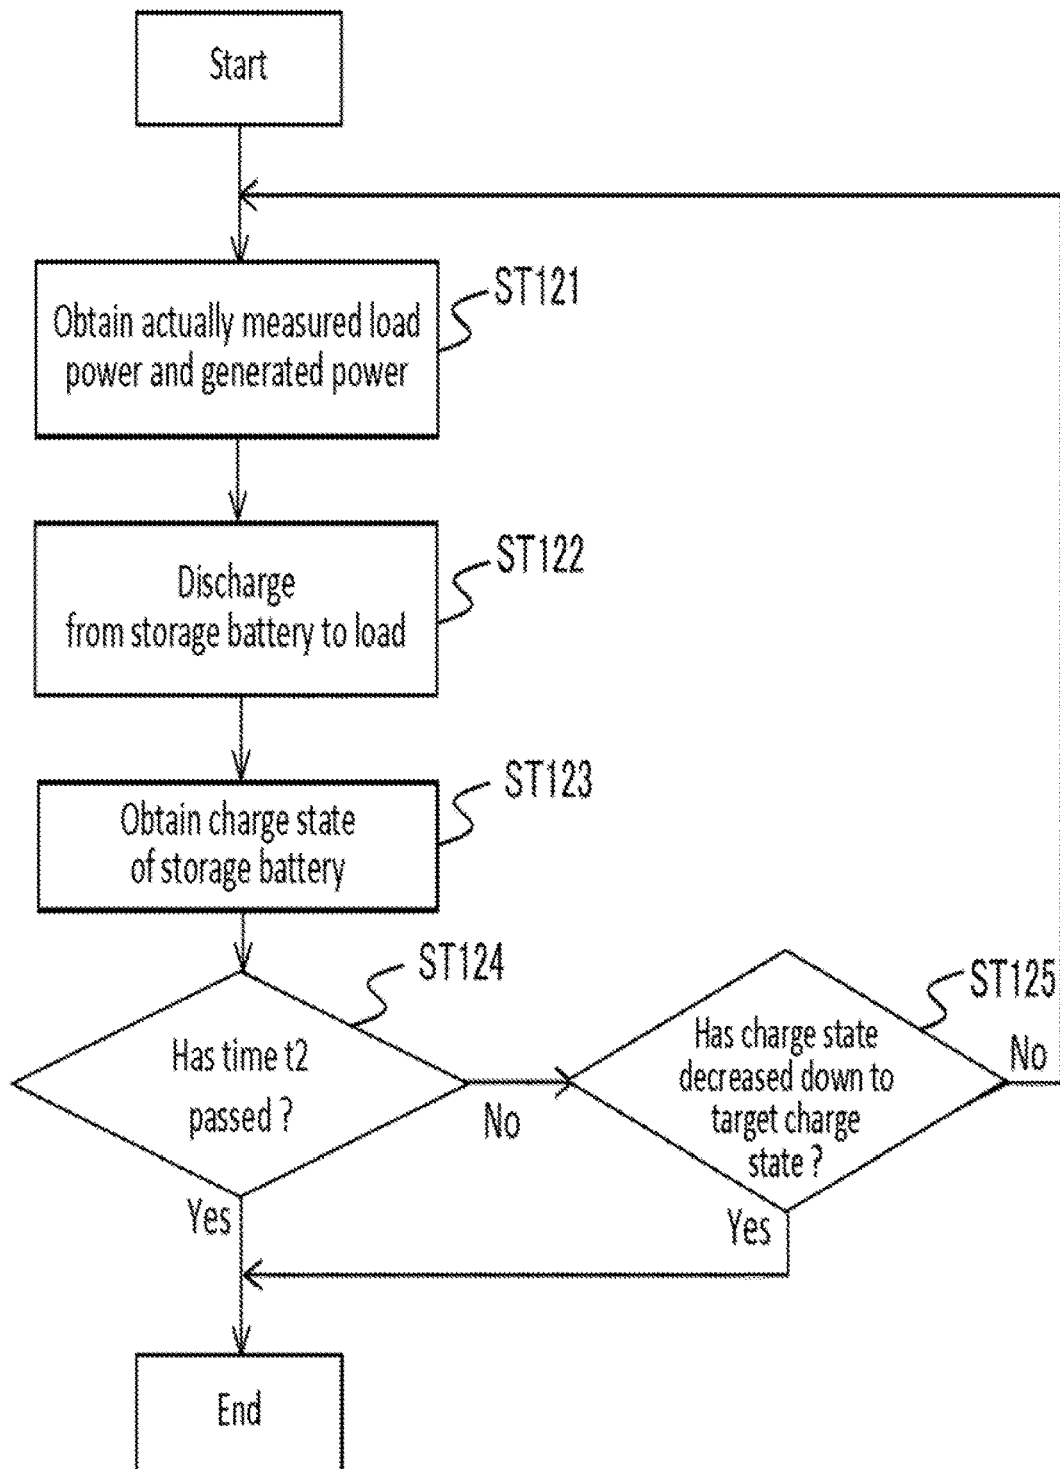 Start
ST121
Obtain actually measured load
power and generated power
ST122
Discharge
from storage battery to load
ST123
Obtain charge state
of storage battery
ST124
Has time t2
passed ?
No
Yes
ST125
Has charge state
decreased down to
target charge
state ?
No
Yes
End